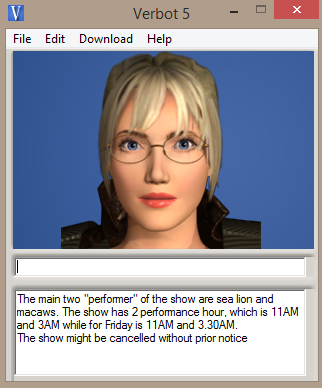 Verbot 5
File Edit Download Help
The main two "performer" of the show are sea lion and
macaws. The show has 2 performance hour, which is 11AM
and 3AM while for Friday is 11AM and 3.30AM.
The show might be cancelled without prior notice